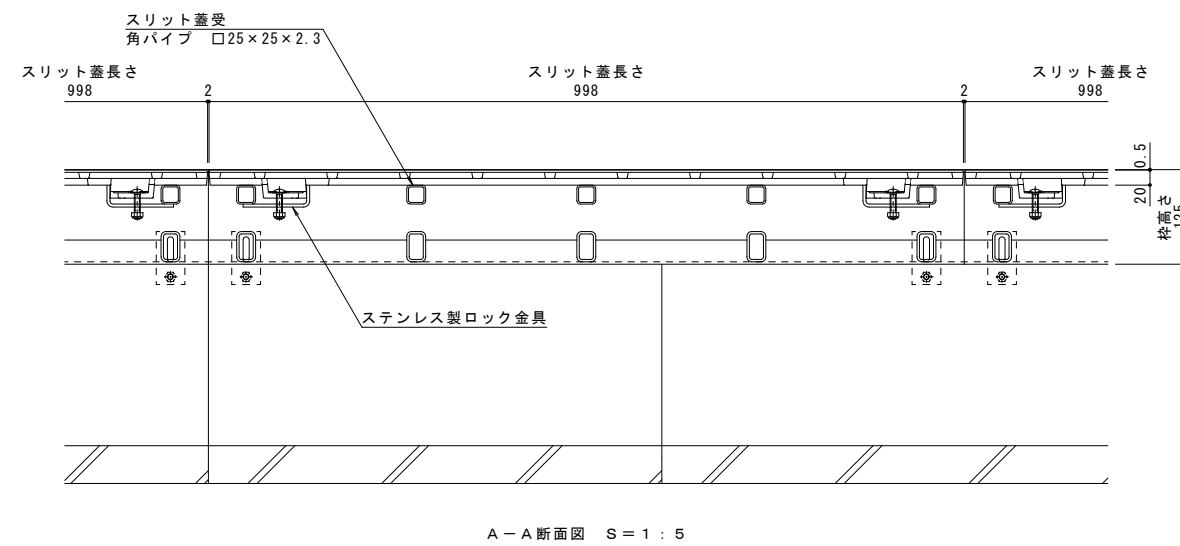 スリット蓋受
角パイプ □25×25×2.3
スリット蓋長さ
998
2
スリット蓋長さ
998
2
スリット蓋長さ
998
0.5
20
枠高さ
125
ステンレス製ロック金具
A－A断面図 S＝1：5